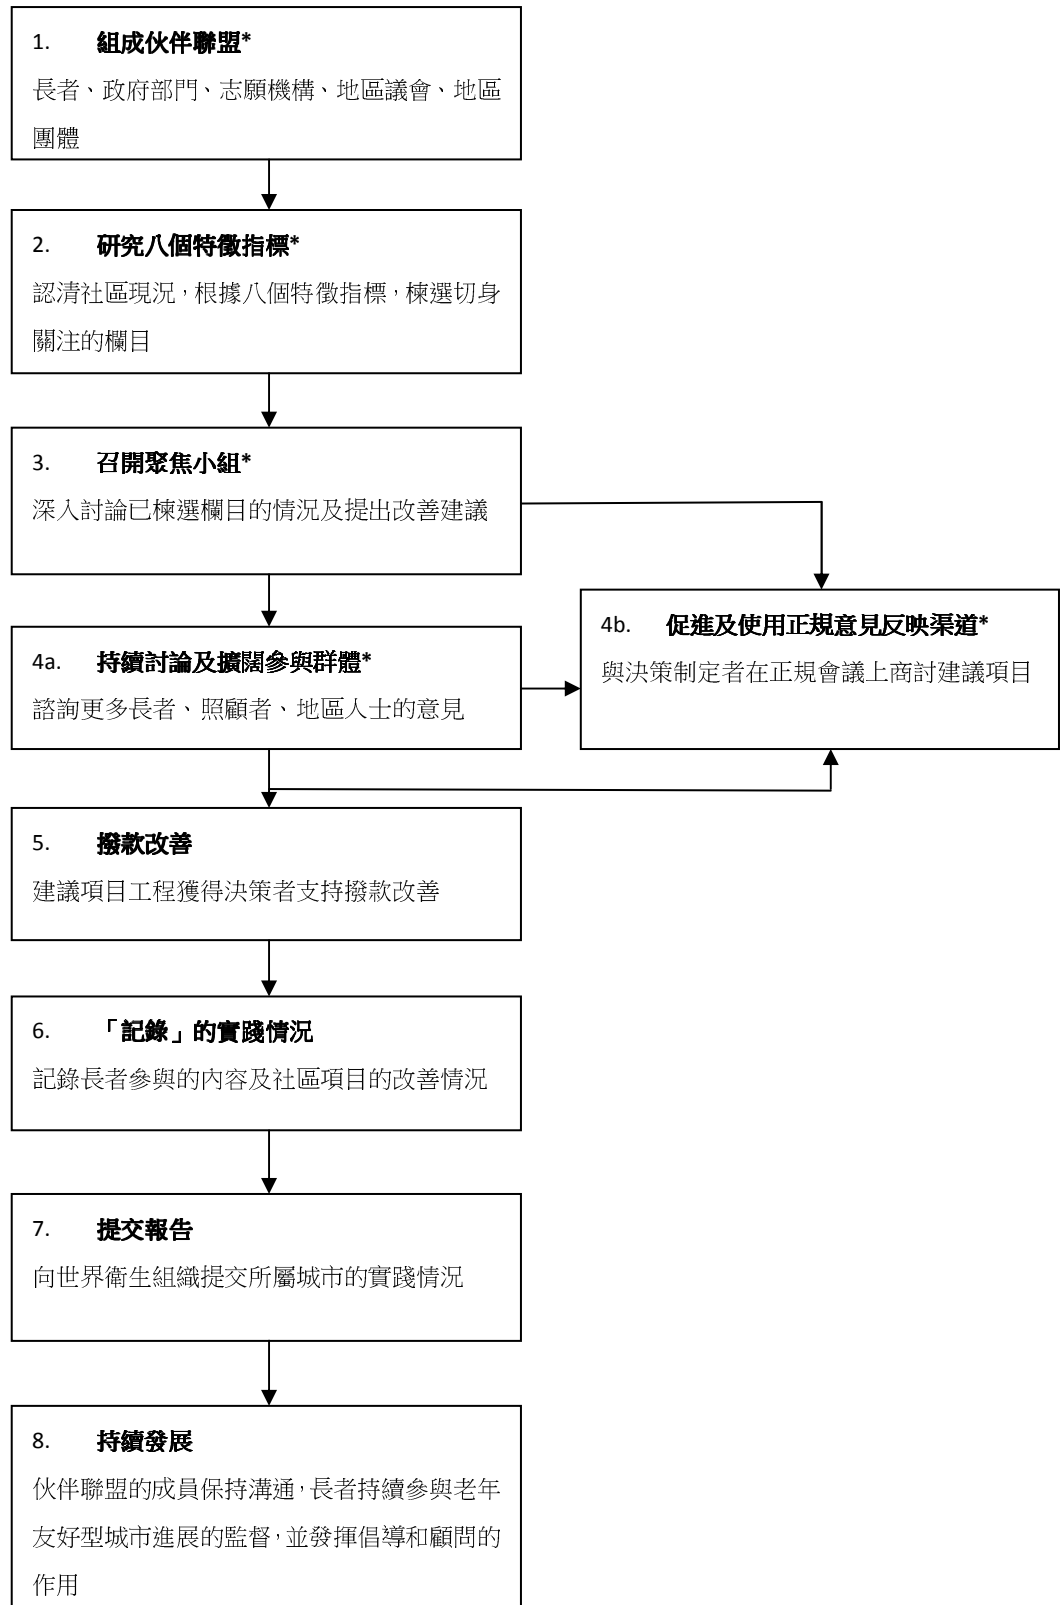 1. 組成伙伴聯盟*
長者、政府部門、志願機構、地區議會、地區
團體
2. 研究八個特徵指標*
認清社區現況，根據八個特徵指標，楝選切身
關注的欄目
3. 召開聚焦小組*
深入討論已楝選欄目的情況及提出改善建議
4a. 持續討論及擴闊參與群體*
諮詢更多長者、照顧者、地區人士的意見
4b. 促進及使用正規意見反映渠道*
與決策制定者在正規會議上商討建議項目
5. 撥款改善
建議項目工程獲得決策者支持撥款改善
6. 「記錄」的實踐情況
記錄長者參與的內容及社區項目的改善情況
7. 提交報告
向世界衛生組織提交所屬城市的實踐情況
8. 持續發展
伙伴聯盟的成員保持溝通，長者持續參與老年
友好型城市進展的監督，並發揮倡導和顧問的
作用